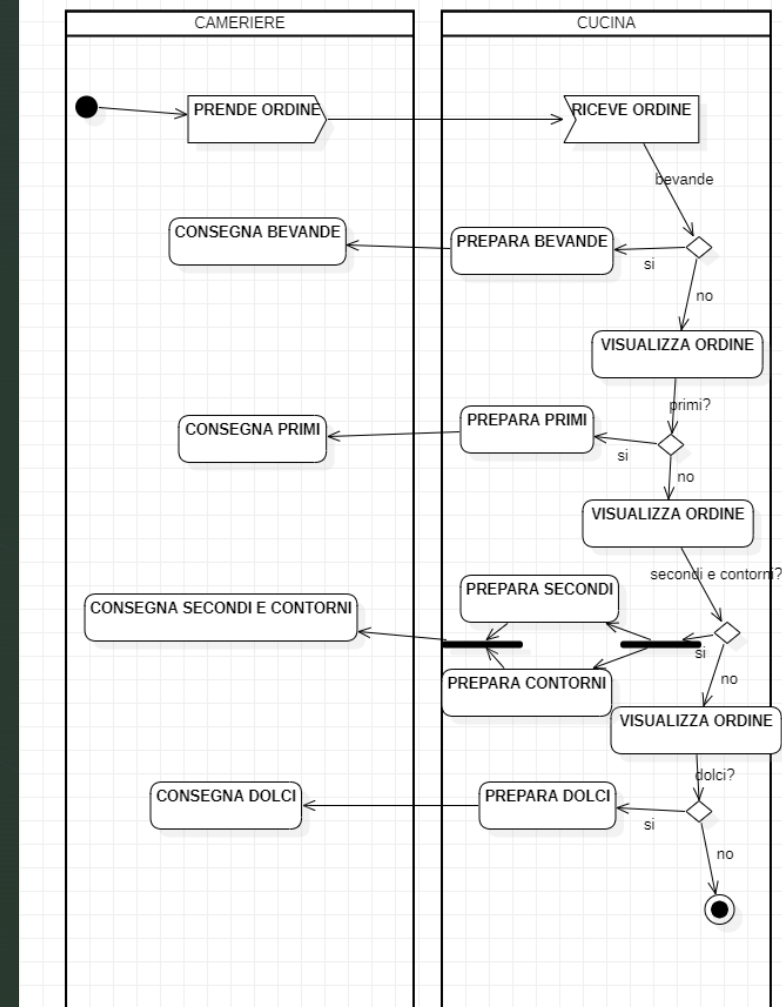 CAMERIERE
CUCINA
PRENDE ORDINE
RICEVE ORDINE
bevande
CONSEGNA BEVANDE
PREPARA BEVANDE
si
no
VISUALIZZA ORDINE
primi?
CONSEGNA PRIMI
PREPARA PRIMI
si
no
VISUALIZZA ORDINE
secondi e contorni?
PREPARA SECONDI
CONSEGNA SECONDI E CONTORNI
si
no
PREPARA CONTORNI
VISUALIZZA ORDINE
dolci?
CONSEGNA DOLCI
PREPARA DOLCI
si
no